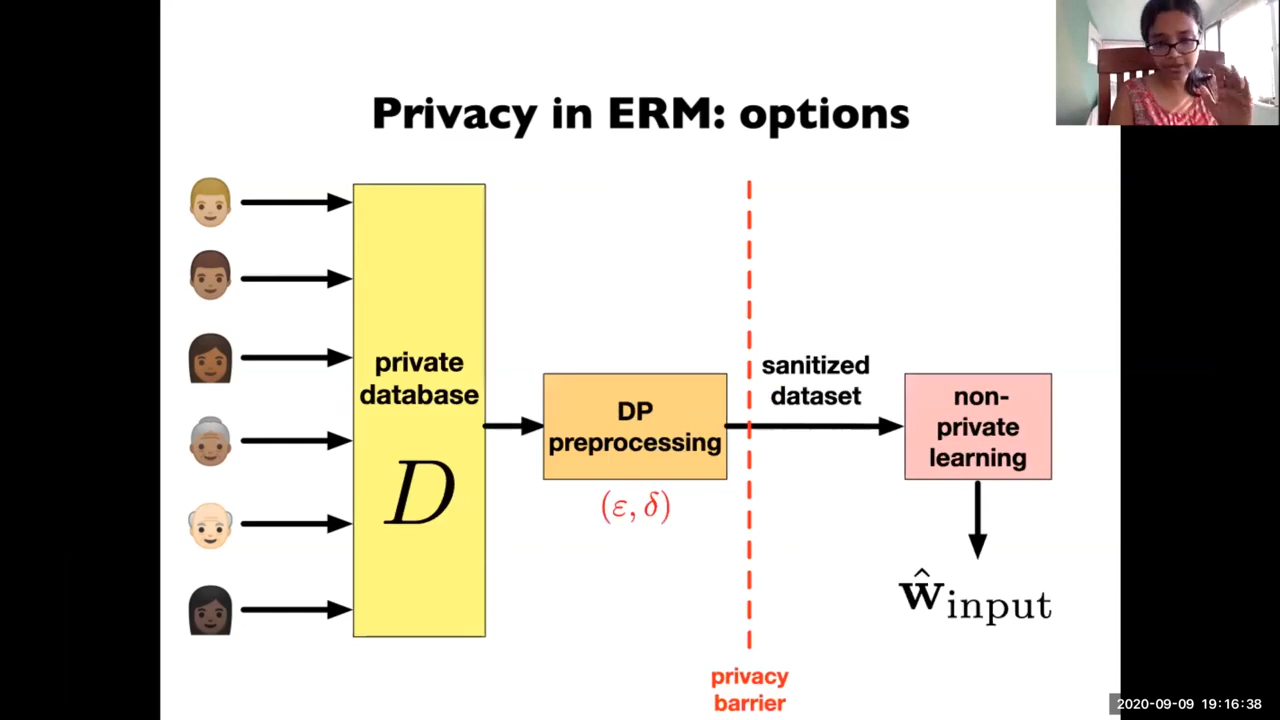 Privacy in ERM: options
private
database
D
DP
preprocessing
(ε, δ)
sanitized
dataset
non-
private
learning
ŵinput
privacy
barrier
2020-09-09 19:16:38